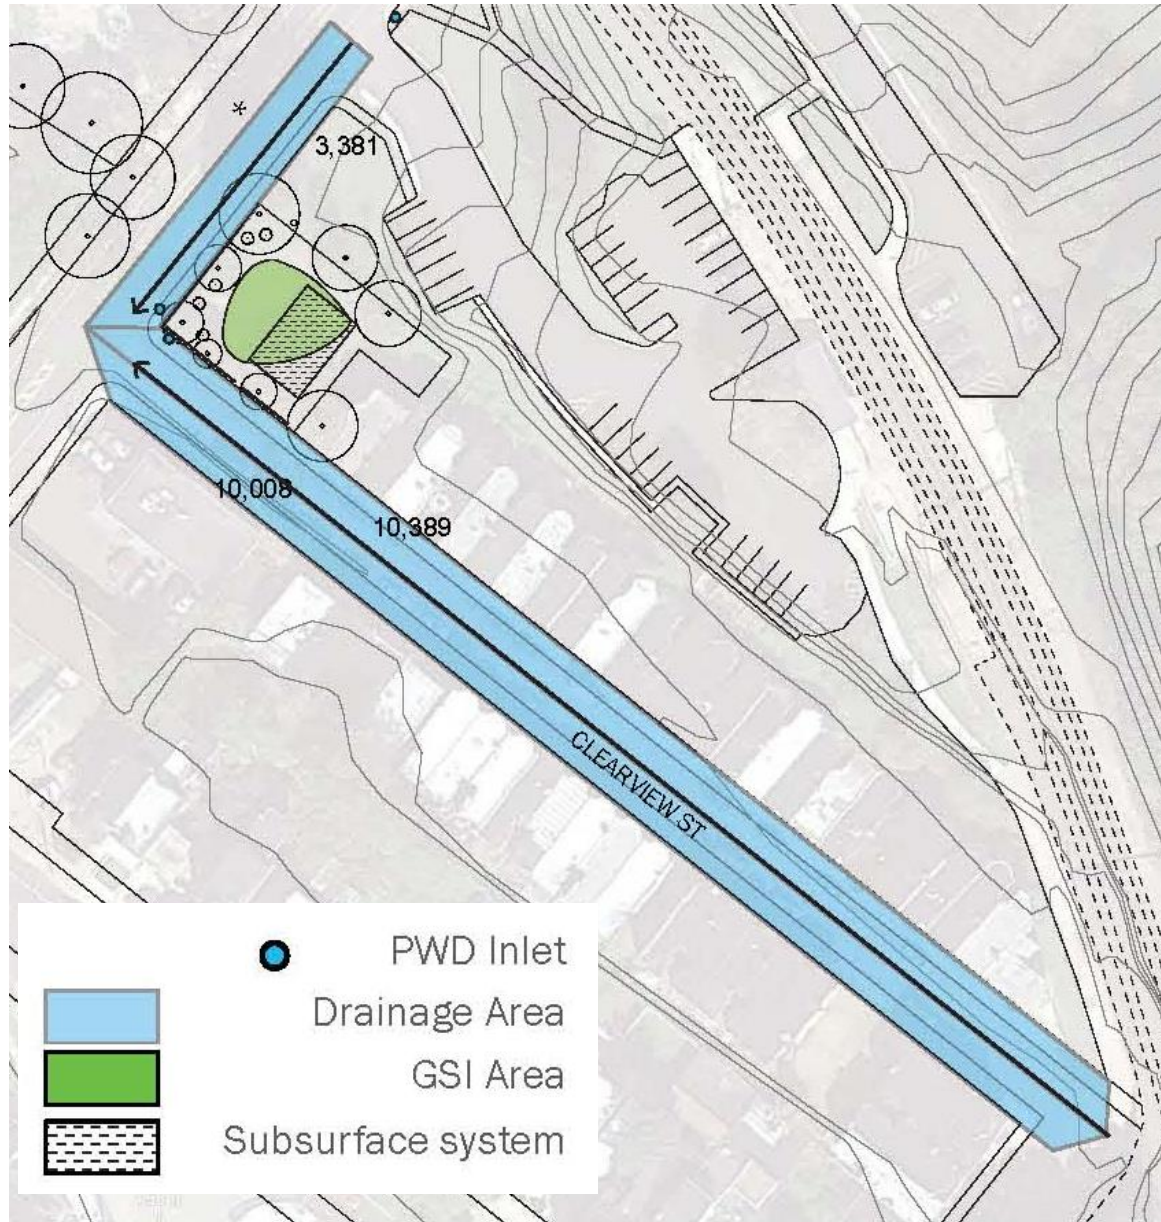 *
3,381
10,008
10,389
CLEARVIEW ST
PWD Inlet
Drainage Area
GSI Area
Subsurface system